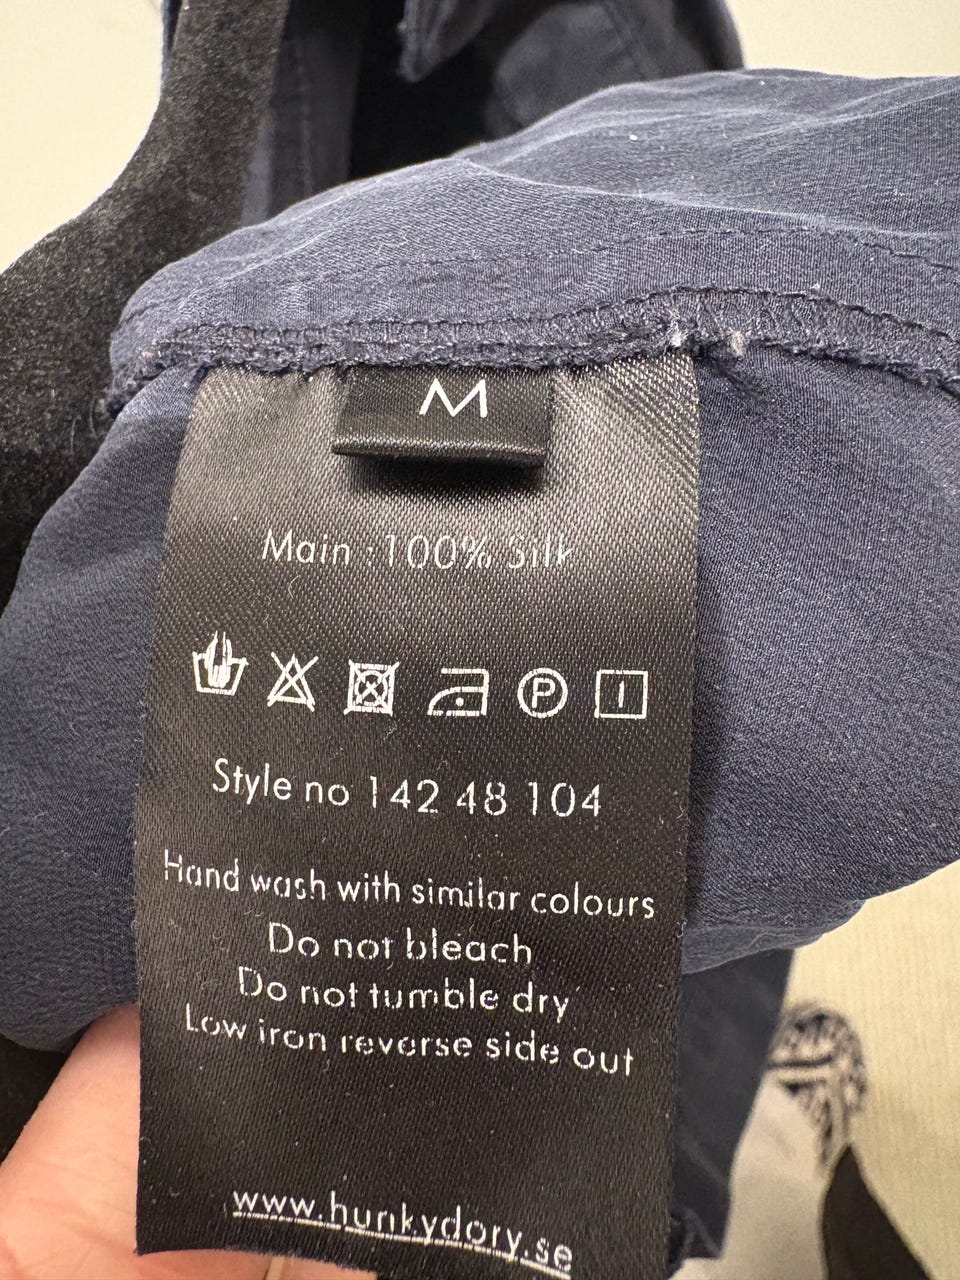 M
Main :100% Silk
P
Style no 142 48 104
Hand wash with similar colours
Do not bleach
Do not tumble dry
Low iron reverse side out
www.hunkydory.se